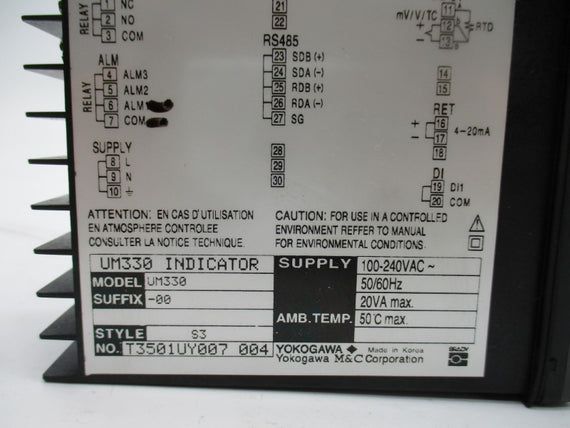 RELAY
1 NC
2 NO
3 COM
ALM
RELAY
4 ALM3
5 ALM2
6 ALM
7 COM
SUPPLY
8 L
9 N
10
21
22
RS485
23 SDB (+)
24 SDA (-)
25 RDB (+)
26 RDA (-)
27 SG
28
29
30
mV/V/TC
11
12
13
RTD
14
15
RET
16
17
18
4-20mA
DI
19 DI1
20 COM
ATTENTION: EN CAS D'UTILISATION
EN ATMOSPHERE CONTROLEE
CONSULTER LA NOTICE TECHNIQUE.
CAUTION: FOR USE IN A CONTROLLED
ENVIRONMENT REFFER TO MANUAL
FOR ENVIRONMENTAL CONDITIONS.
UM330 INDICATOR
MODEL UM330
SUFFIX -00
STYLE S3
NO. T3501UY007 004
SUPPLY 100-240VAC ~
50/60Hz
20VA max.
AMB.TEMP. 50°C max.
YOKOGAWA Made in Korea
Yokogawa M&C Corporation
BRADY